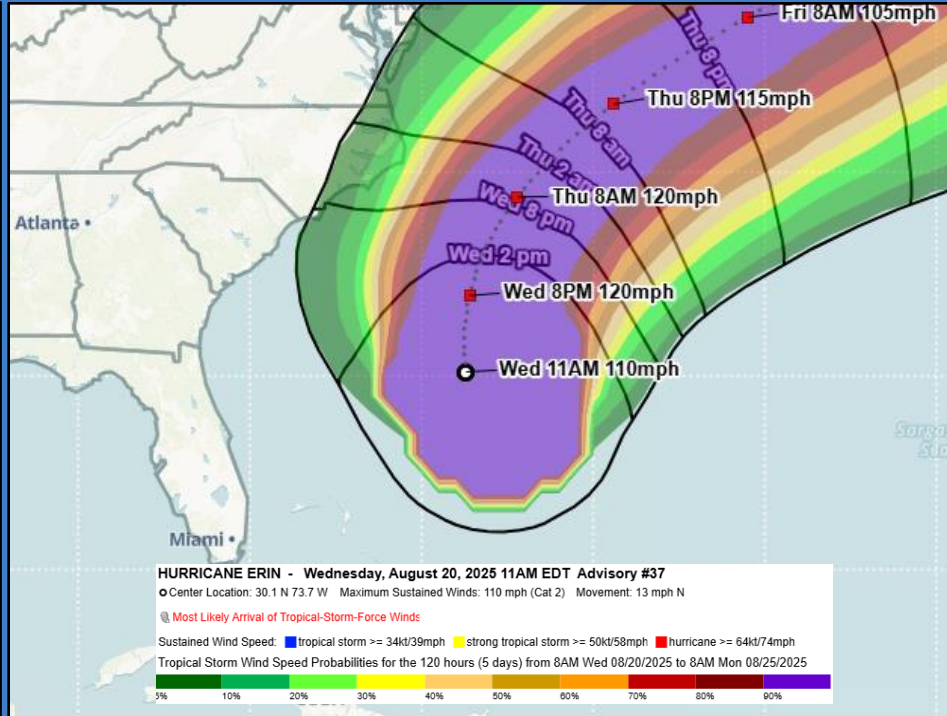 Fri 8AM 105mph
Thu 8 pm
Thu 8PM 115mph
Thu 8 am
Thu 2 am
Thu 8AM 120mph
Atlanta
Wed 8 pm
Wed 2 pm
Wed 8PM 120mph
Wed 11AM 110mph
Miami
HURRICANE ERIN - Wednesday, August 20, 2025 11AM EDT Advisory #37
Center Location: 30.1 N 73.7 W Maximum Sustained Winds: 110 mph (Cat 2) Movement: 13 mph N
Most Likely Arrival of Tropical-Storm-Force Winds
Sustained Wind Speed: tropical storm >= 34kt/39mph strong tropical storm >= 50kt/58mph hurricane >= 64kt/74mph
Tropical Storm Wind Speed Probabilities for the 120 hours (5 days) from 8AM Wed 08/20/2025 to 8AM Mon 08/25/2025
5% 10% 20% 30% 40% 50% 60% 70% 80% 90%